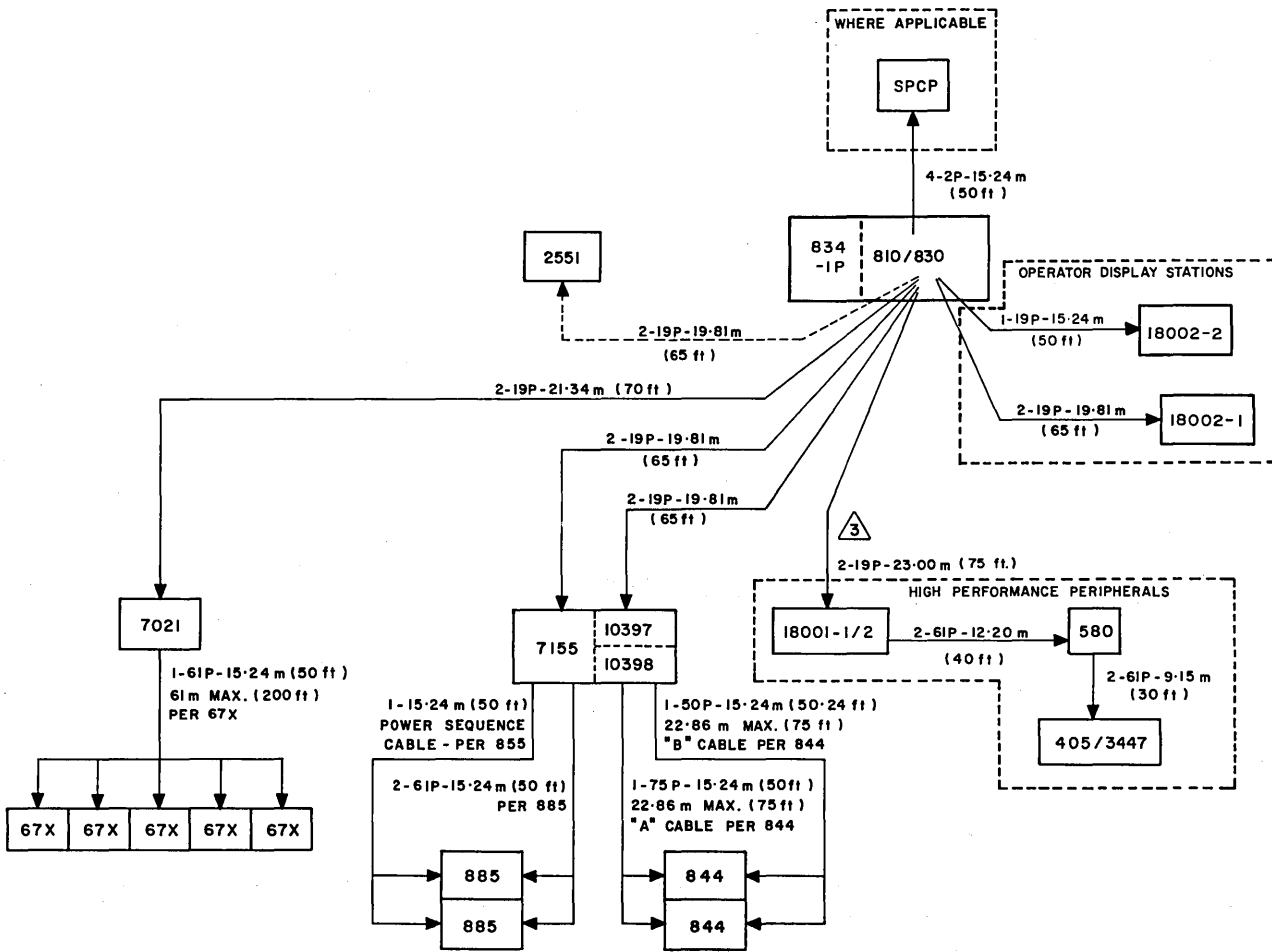 WHERE APPLICABLE
SPCP
4-2P-15·24 m
(50 ft)
834
-1P
810/830
2551
OPERATOR DISPLAY STATIONS
1-19P-15·24 m
(50 ft)
18002-2
2-19P-19·81 m
(65 ft)
2-19P-21·34 m (70 ft)
2-19P-19·81 m
(65 ft)
18002-1
2-19P-19·81 m
(65 ft)
2-19P-19·81 m
(65 ft)
3
2-19P-23·00 m (75 ft.)
HIGH PERFORMANCE PERIPHERALS
7021
7155
10397
10398
18001-1/2
2-61P-12·20 m
(40 ft)
580
2-61P-9·15 m
(30 ft)
405/3447
1-61P-15·24 m (50 ft)
61 m MAX. (200 ft)
PER 67X
1-15·24 m (50 ft)
POWER SEQUENCE
CABLE - PER 855
1-50P-15·24 m (50·24 ft)
22·86 m MAX. (75 ft)
"B" CABLE PER 844
2-61P-15·24 m (50 ft)
PER 885
1-75P-15·24 m (50 ft)
22·86 m MAX. (75 ft)
"A" CABLE PER 844
67X 67X 67X 67X 67X
885
885
844
844